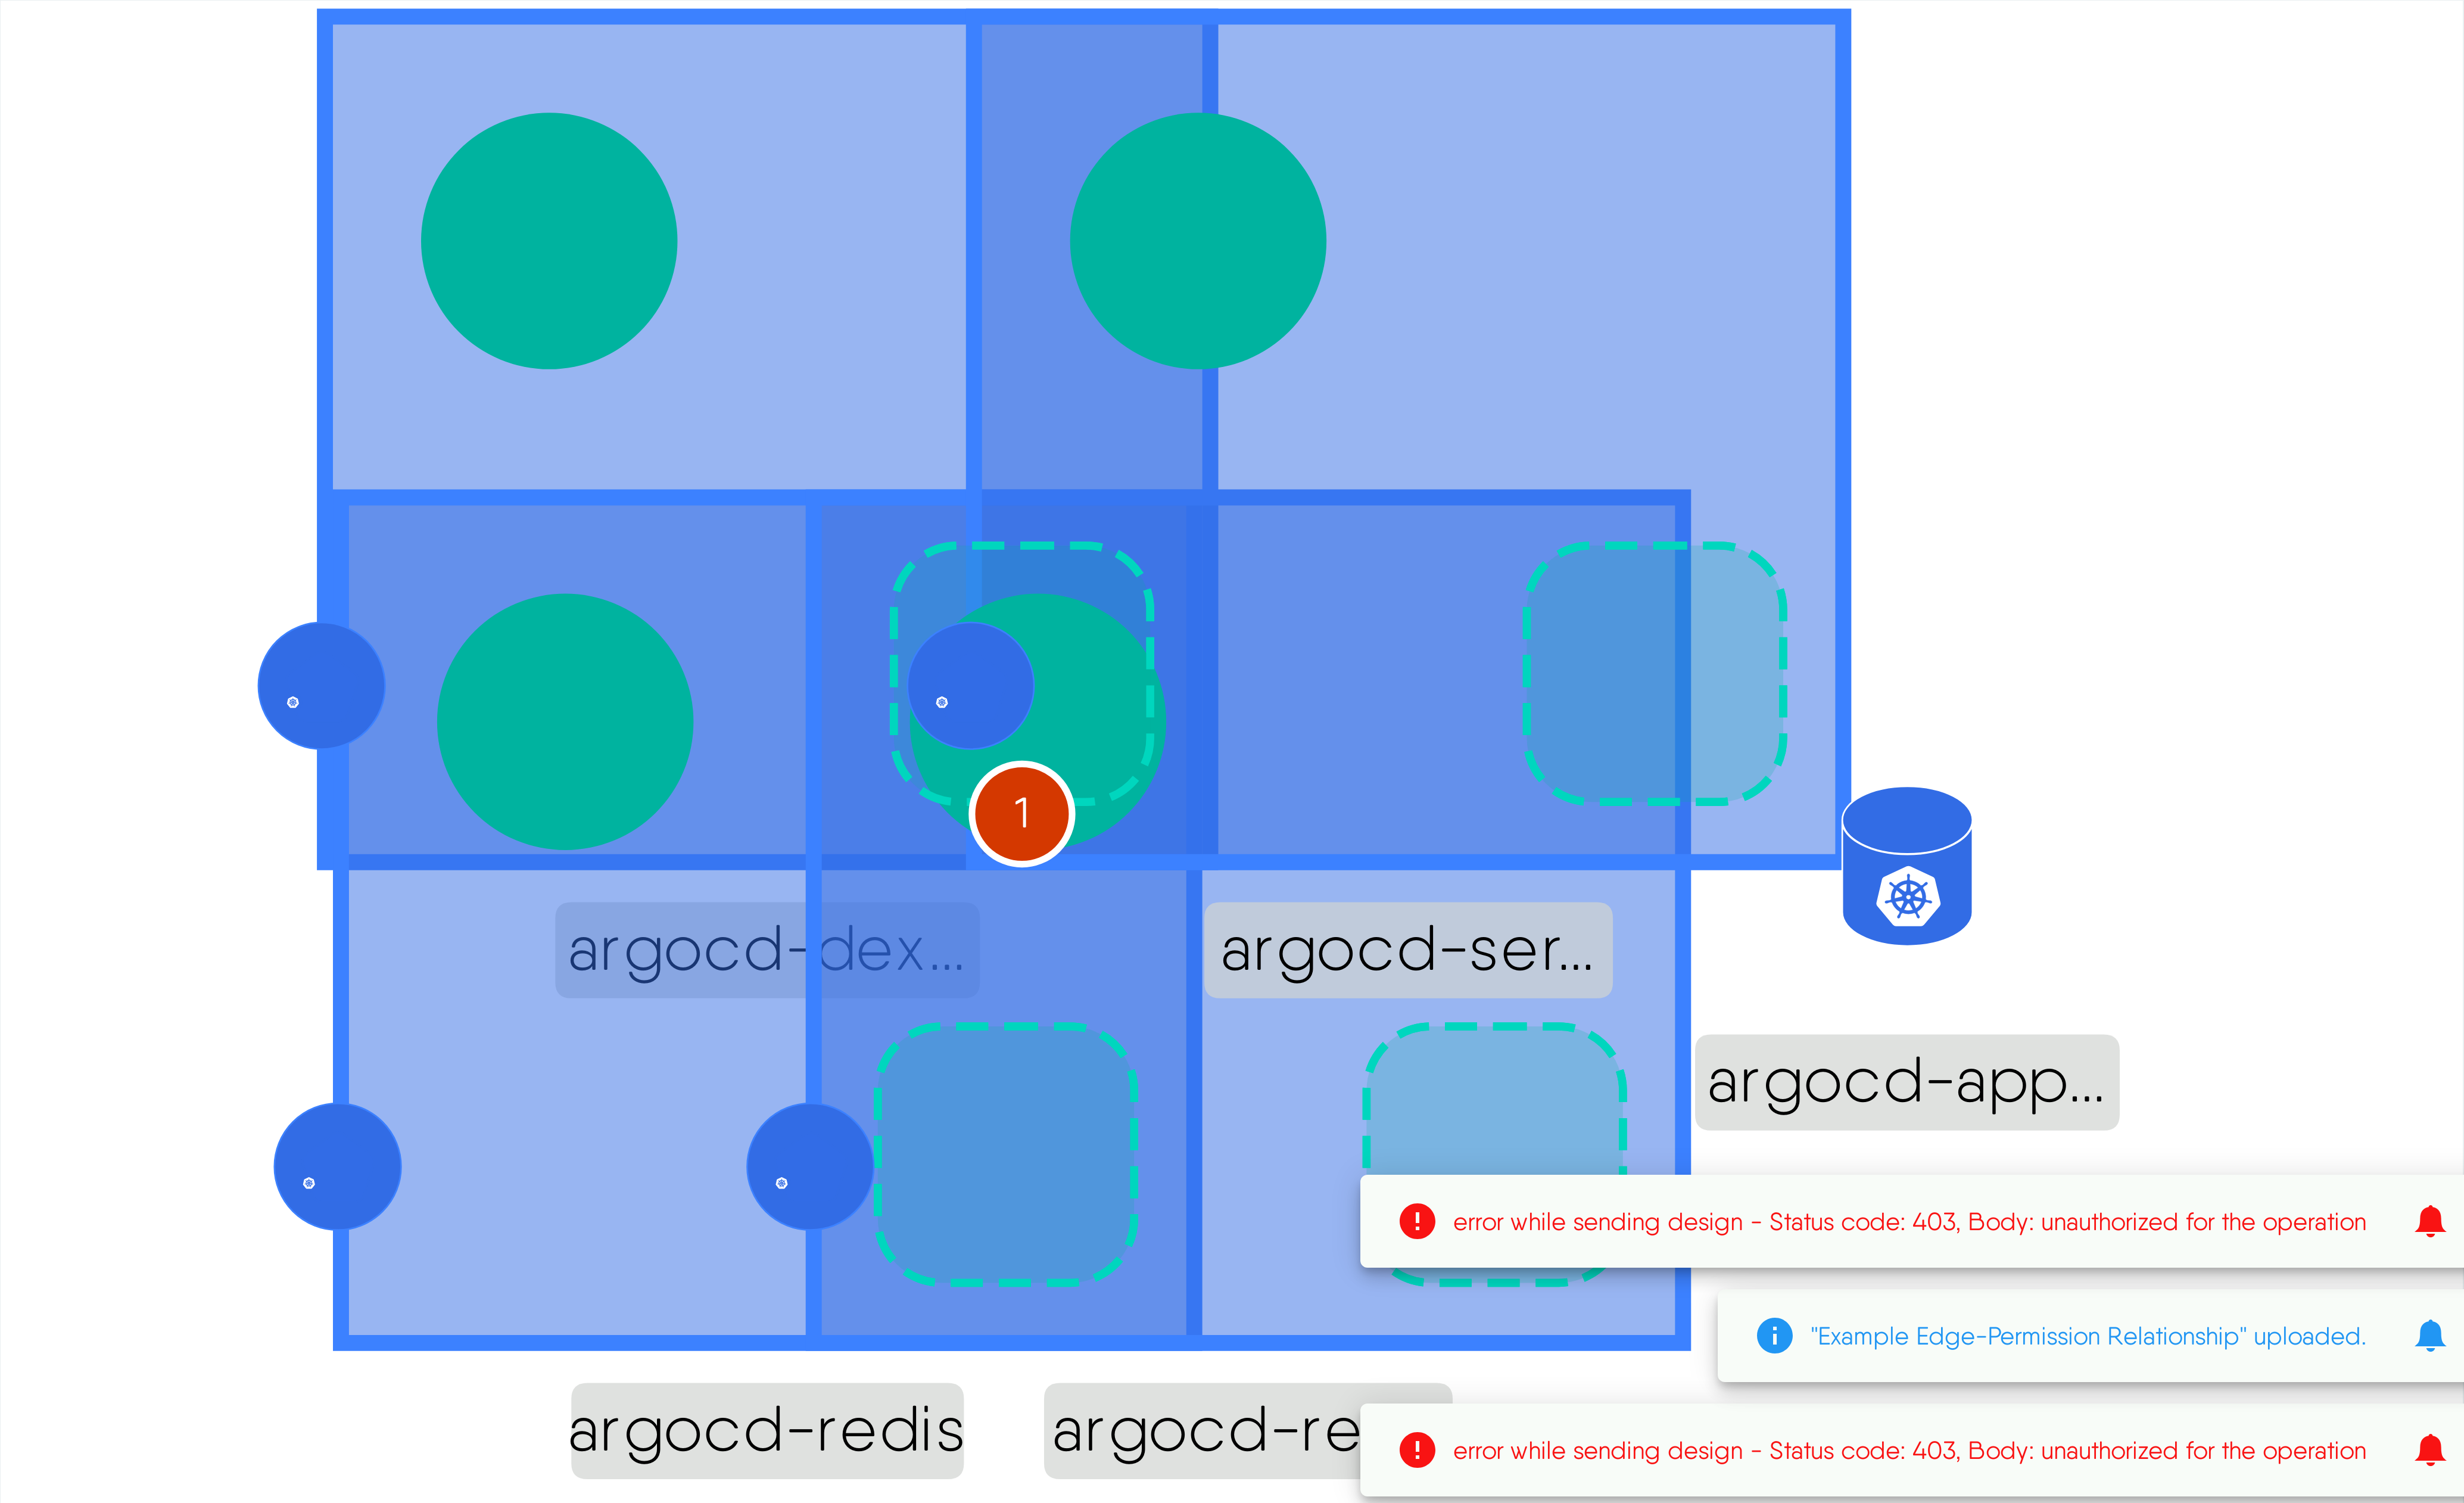 1
argocd-dex...
argocd-ser...
argocd-app...
error while sending design - Status code: 403, Body: unauthorized for the operation
"Example Edge-Permission Relationship" uploaded.
argocd-redis
argocd-re
error while sending design - Status code: 403, Body: unauthorized for the operation